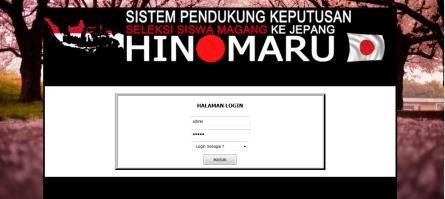 SISTEM PENDUKUNG KEPUTUSAN
SELEKSI SISWA MAGANG KE JEPANG
HINOMARU
HALAMAN LOGIN
admin
•••••
Login Sebagai ?
MASUK